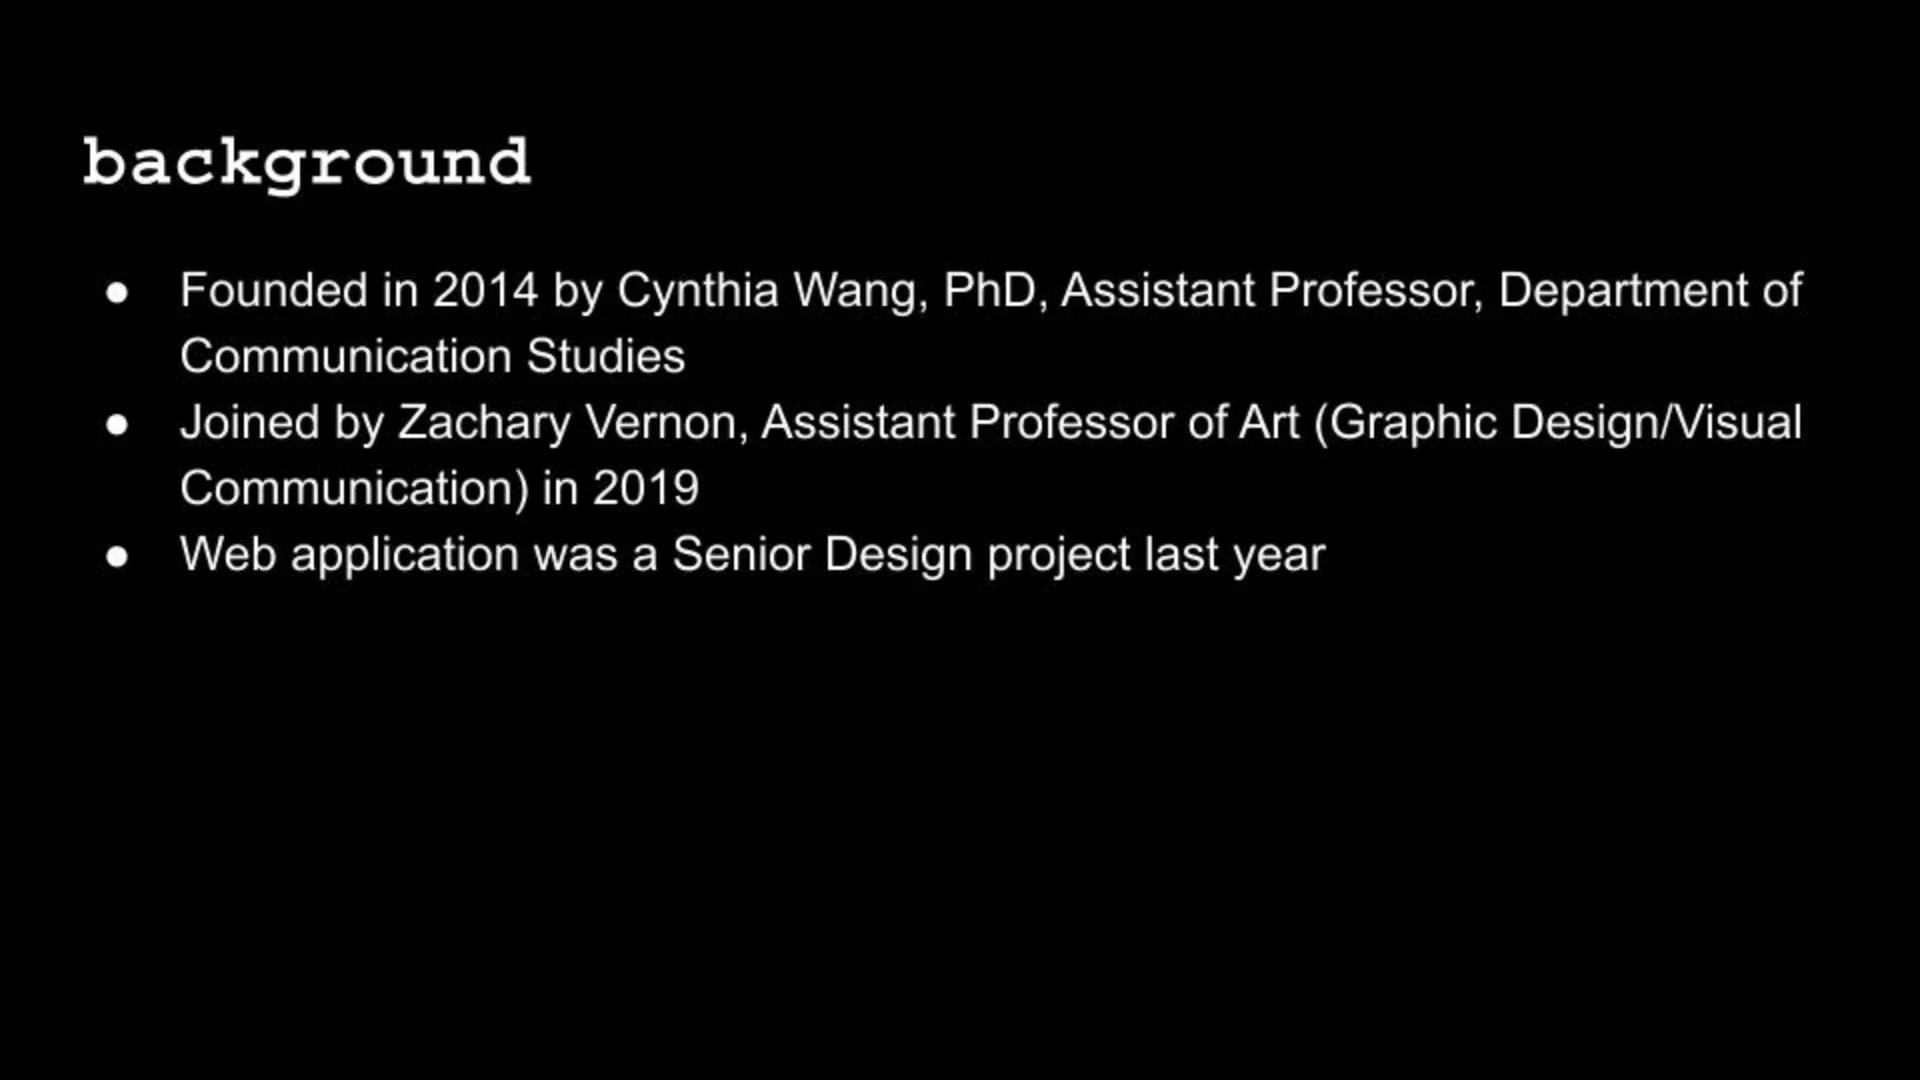 background
● Founded in 2014 by Cynthia Wang, PhD, Assistant Professor, Department of
Communication Studies
● Joined by Zachary Vernon, Assistant Professor of Art (Graphic Design/Visual
Communication) in 2019
● Web application was a Senior Design project last year